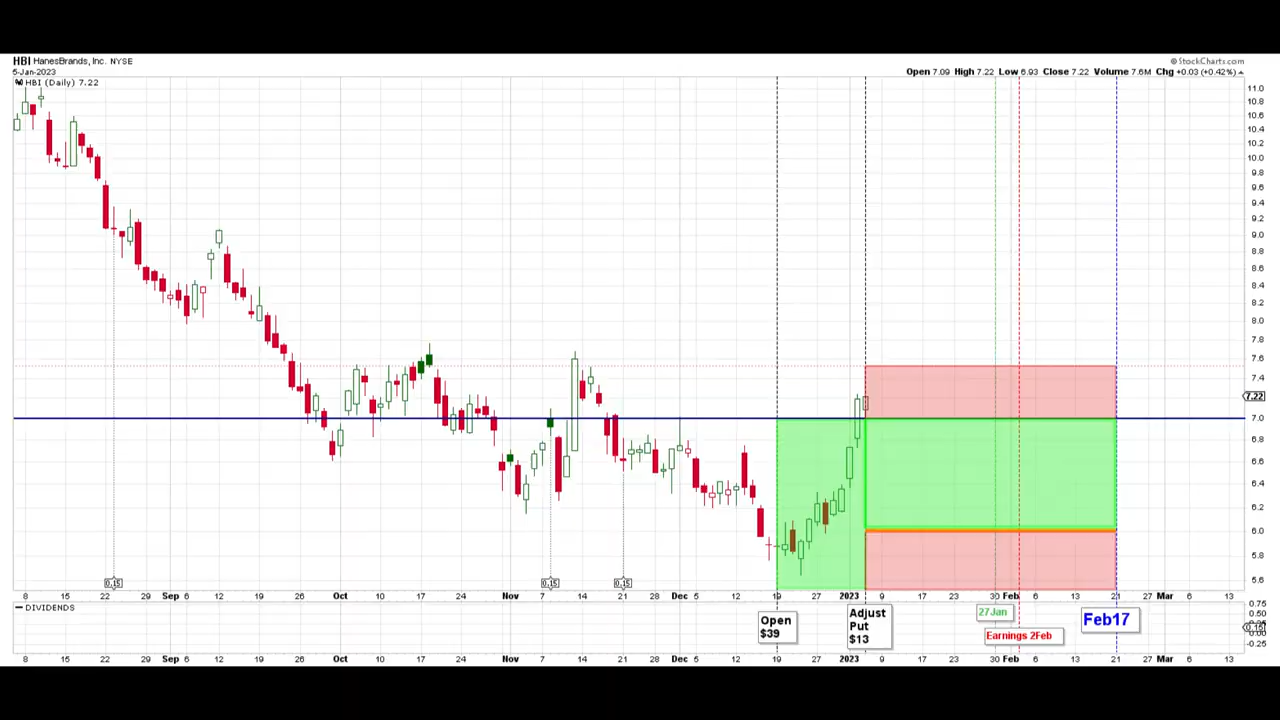 HBI HanesBrands, Inc. NYSE
© StockCharts.com
5-Jan-2023
Open 7.09 High 7.22 Low 6.93 Close 7.22 Volume 7.6M Chg +0.03 (+0.42%)
HBI (Daily) 7.22
11.0
10.8
10.6
10.4
10.2
10.0
9.8
9.6
9.4
9.2
9.0
8.8
8.6
8.4
8.2
8.0
7.8
7.6
7.4
7.22
7.0
6.8
6.6
6.4
6.2
6.0
5.8
5.6
0.15
0.15
0.15
8 15 22 29 Sep 6 12 19 26 Oct 10 17 24 Nov 7 14 21 28 Dec 5 12 19 27 2023 9 17 23 30 Feb 6 13 21 27 Mar 6 13
DIVIDENDS
0.75
0.50
0.00
-0.25
Open
$39
Adjust
Put
$13
27Jan
Earnings 2Feb
Feb17
8 15 22 29 Sep 6 12 19 26 Oct 10 17 24 Nov 7 14 21 28 Dec 5 12 19 27 2023 9 17 23 30 Feb 6 13 21 27 Mar 6 13